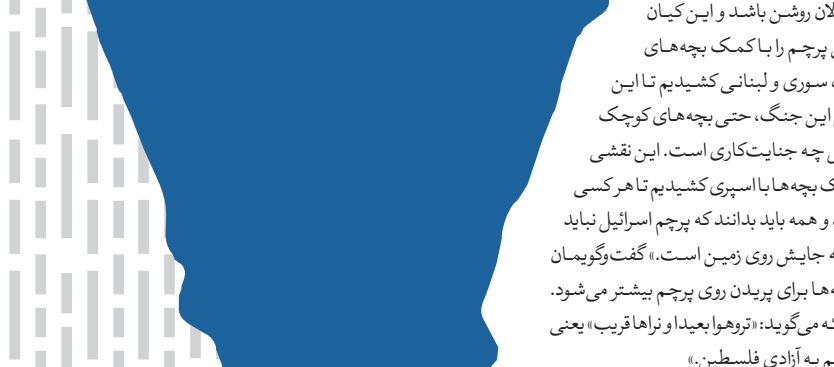 روشن باشد و این کیان
پرچم را با کمک بچه‌های
سوری و لبنانی کشیدیم تا این
این جنگ، حتی بچه‌های کوچک
چه جنایت‌کاری است. این نقشی
بچه‌ها با اسپری کشیدیم تا هر کسی
و همه باید بدانند که پرچم اسرائیل نباید
جایش روی زمین است.» گفت‌وگویمان
برای پریدن روی پرچم بیشتر می‌شود.
که می‌گوید: «تروهوا بعیدا و نراها قریب» یعنی
به آزادی فلسطین.»